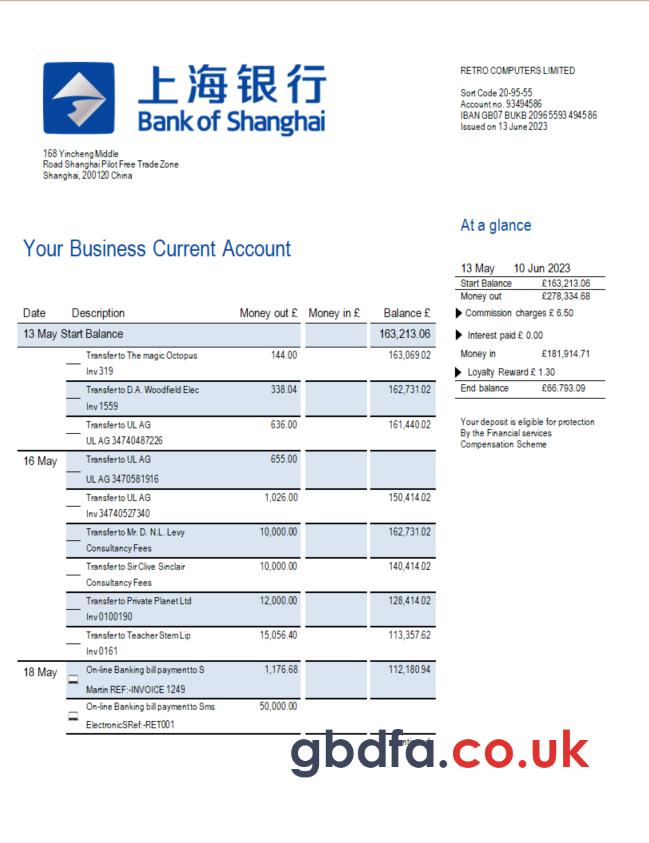 上海银行
Bank of Shanghai
168 Yincheng Middle
Road Shanghai Pilot Free Trade Zone
Shanghai, 200120 China
RETRO COMPUTERS LIMITED
Sort Code 20-95-55
Account no. 93494586
IBAN GB07 BUKB 20965593 494586
Issued on 13 June 2023
At a glance
13 May 10 Jun 2023
Start Balance £163,213.06
Money out £278,334.68
Commission charges £ 6.50
Interest paid £ 0.00
Money in £181,914.71
Loyalty Reward £ 1.30
End balance £66.793.09
Your deposit is eligible for protection
By the Financial services
Compensation Scheme
Your Business Current Account
Date Description Money out £ Money in £ Balance £
13 May Start Balance 163,213.06
Transfer to The magic Octopus 144.00 163,069.02
Inv 319
Transfer to D.A. Woodfield Elec 338.04 162,731.02
Inv 1559
Transfer to UL AG 636.00 161,440.02
UL AG 34740487226
16 May Transfer to UL AG 655.00
UL AG 3470581916
Transfer to UL AG 1,026.00 150,414.02
Inv 34740527340
Transfer to Mr. D. N.L. Levy 10,000.00 162,731.02
Consultancy Fees
Transfer to Sir Clive Sinclair 10,000.00 140,414.02
Consultancy Fees
Transfer to Private Planet Ltd 12,000.00 128,414.02
Inv 0100190
Transfer to Teacher Stem Lip 15,056.40 113,357.62
Inv 0161
18 May On-line Banking bill payment to S 1,176.68 112,180.94
Martin REF:-INVOICE 1249
On-line Banking bill payment to Sms 50,000.00
ElectronicSRef:-RET001
gbdfa.co.uk